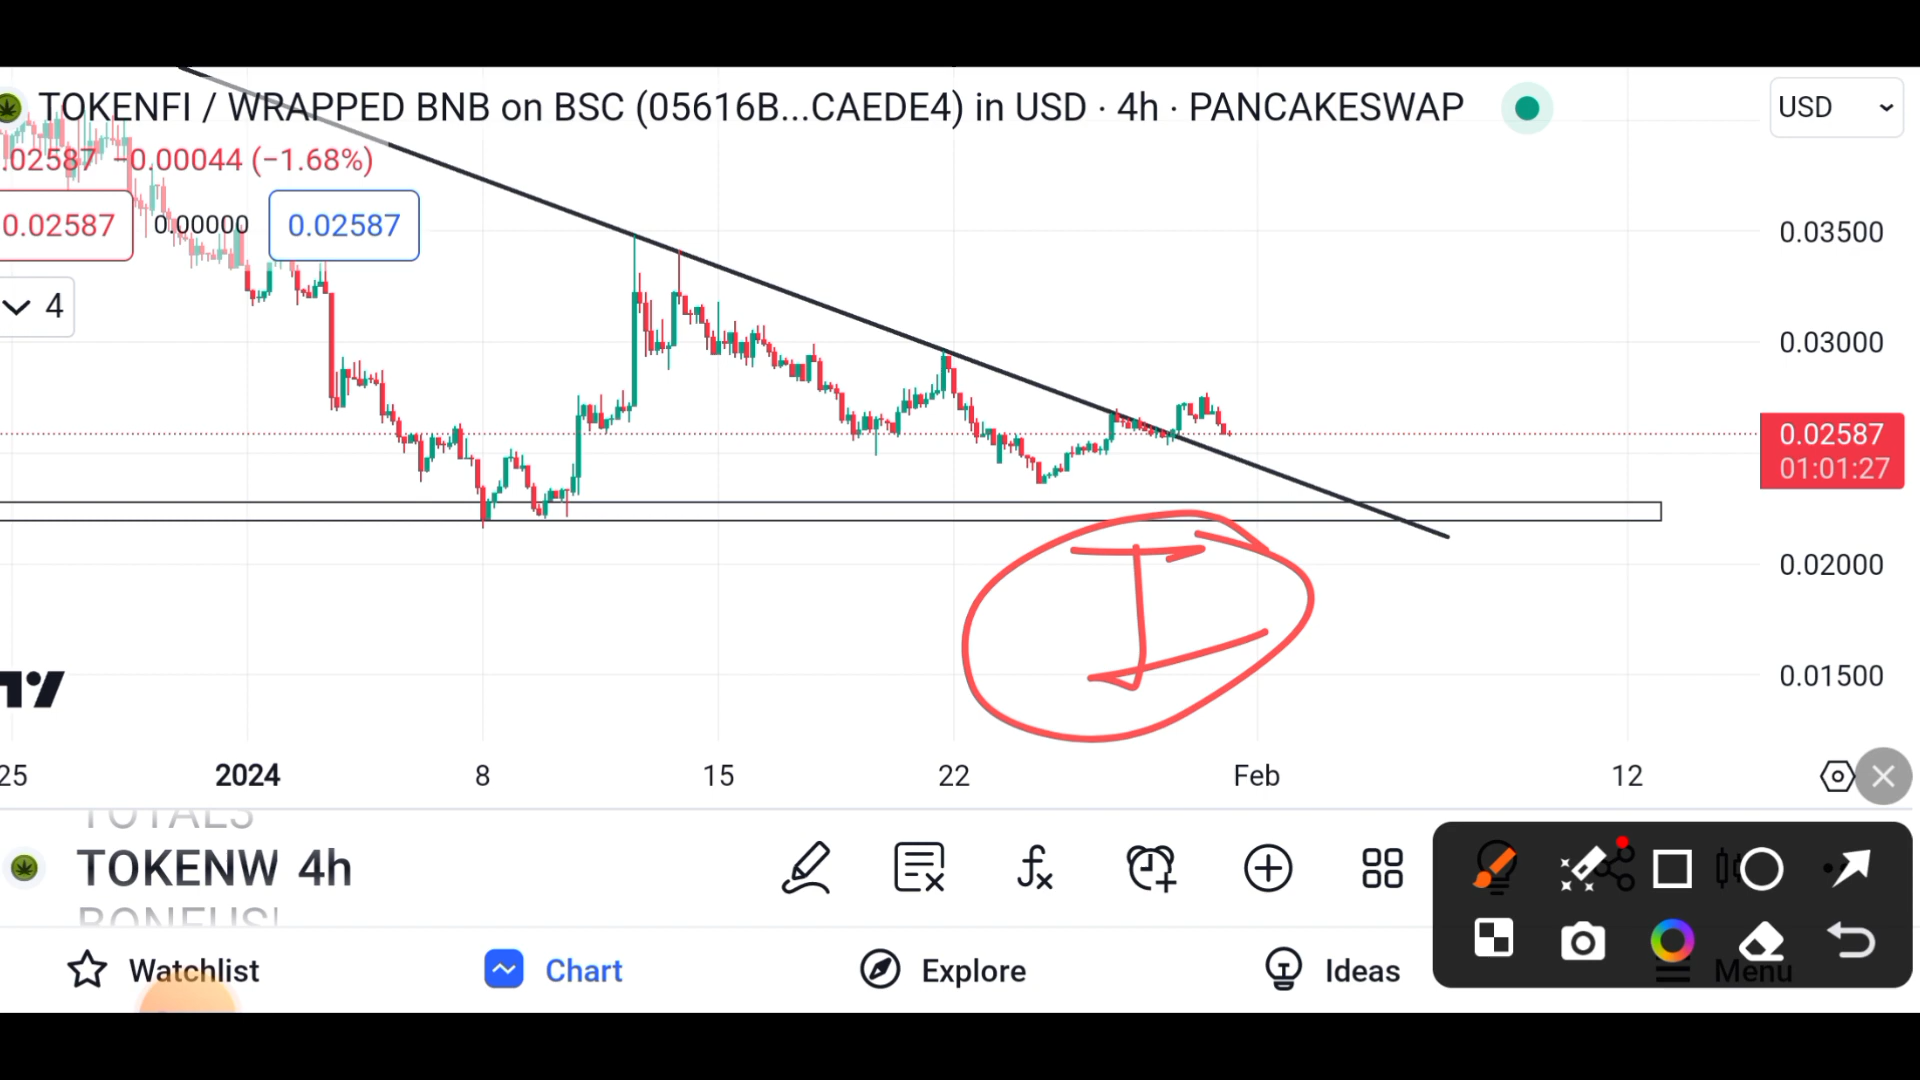 TOKENFI / WRAPPED BNB on BSC (05616B...CAEDE4) in USD · 4h · PANCAKESWAP
USD
.02587 −0.00044 (−1.68%)
0.02587 0.00000 0.02587
4
0.03500
0.03000
0.02587
01:01:27
0.02000
0.01500
I
25 2024 8 15 22 Feb 12
TOTAL3
TOKENW 4h
Watchlist Chart Explore Ideas Menu